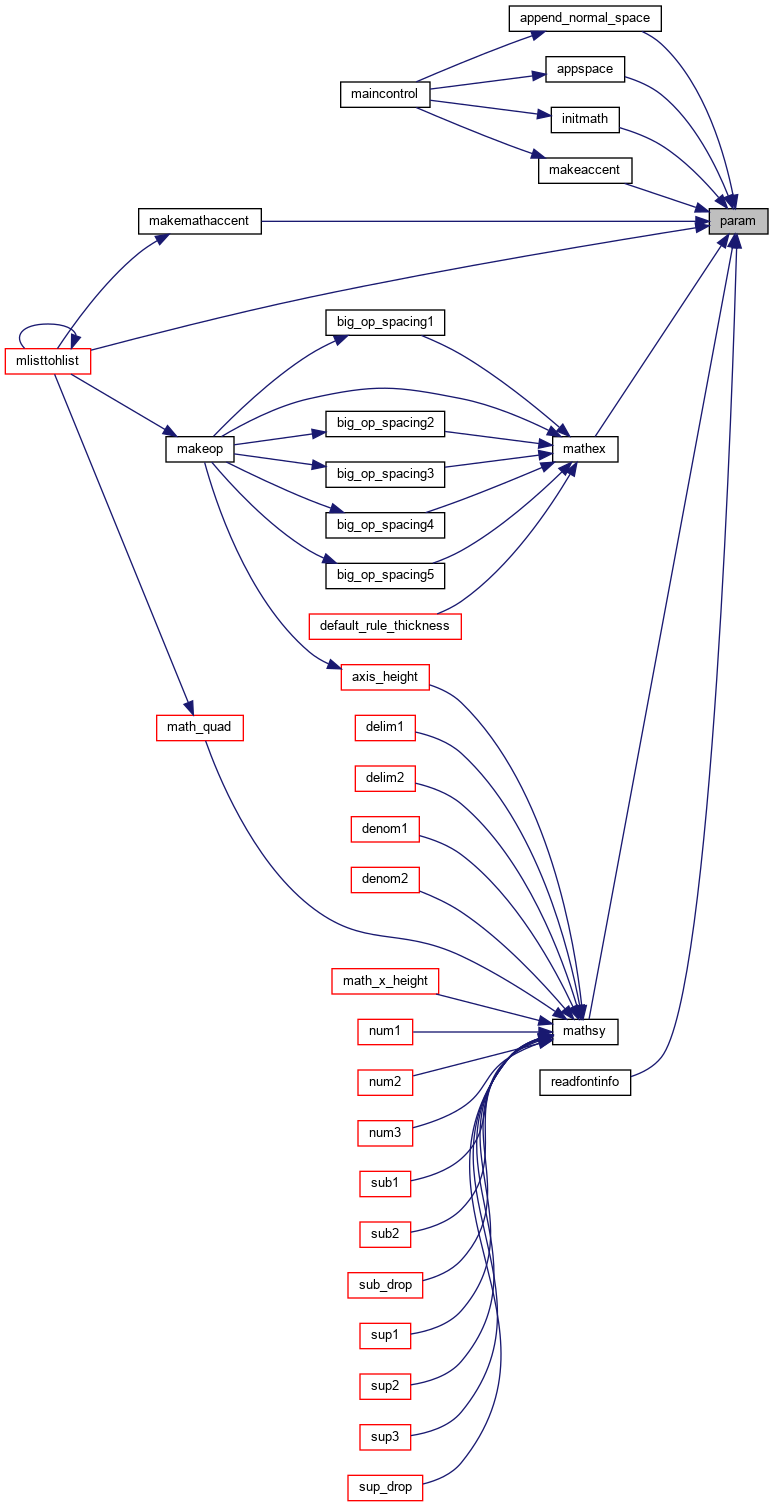 append_normal_space
appspace
maincontrol
initmath
makeaccent
param
makemathaccent
big_op_spacing1
mlisttohlist
big_op_spacing2
makeop
mathex
big_op_spacing3
big_op_spacing4
big_op_spacing5
default_rule_thickness
axis_height
math_quad
delim1
delim2
denom1
denom2
math_x_height
num1
mathsy
num2
readfontinfo
num3
sub1
sub2
sub_drop
sup1
sup2
sup3
sup_drop